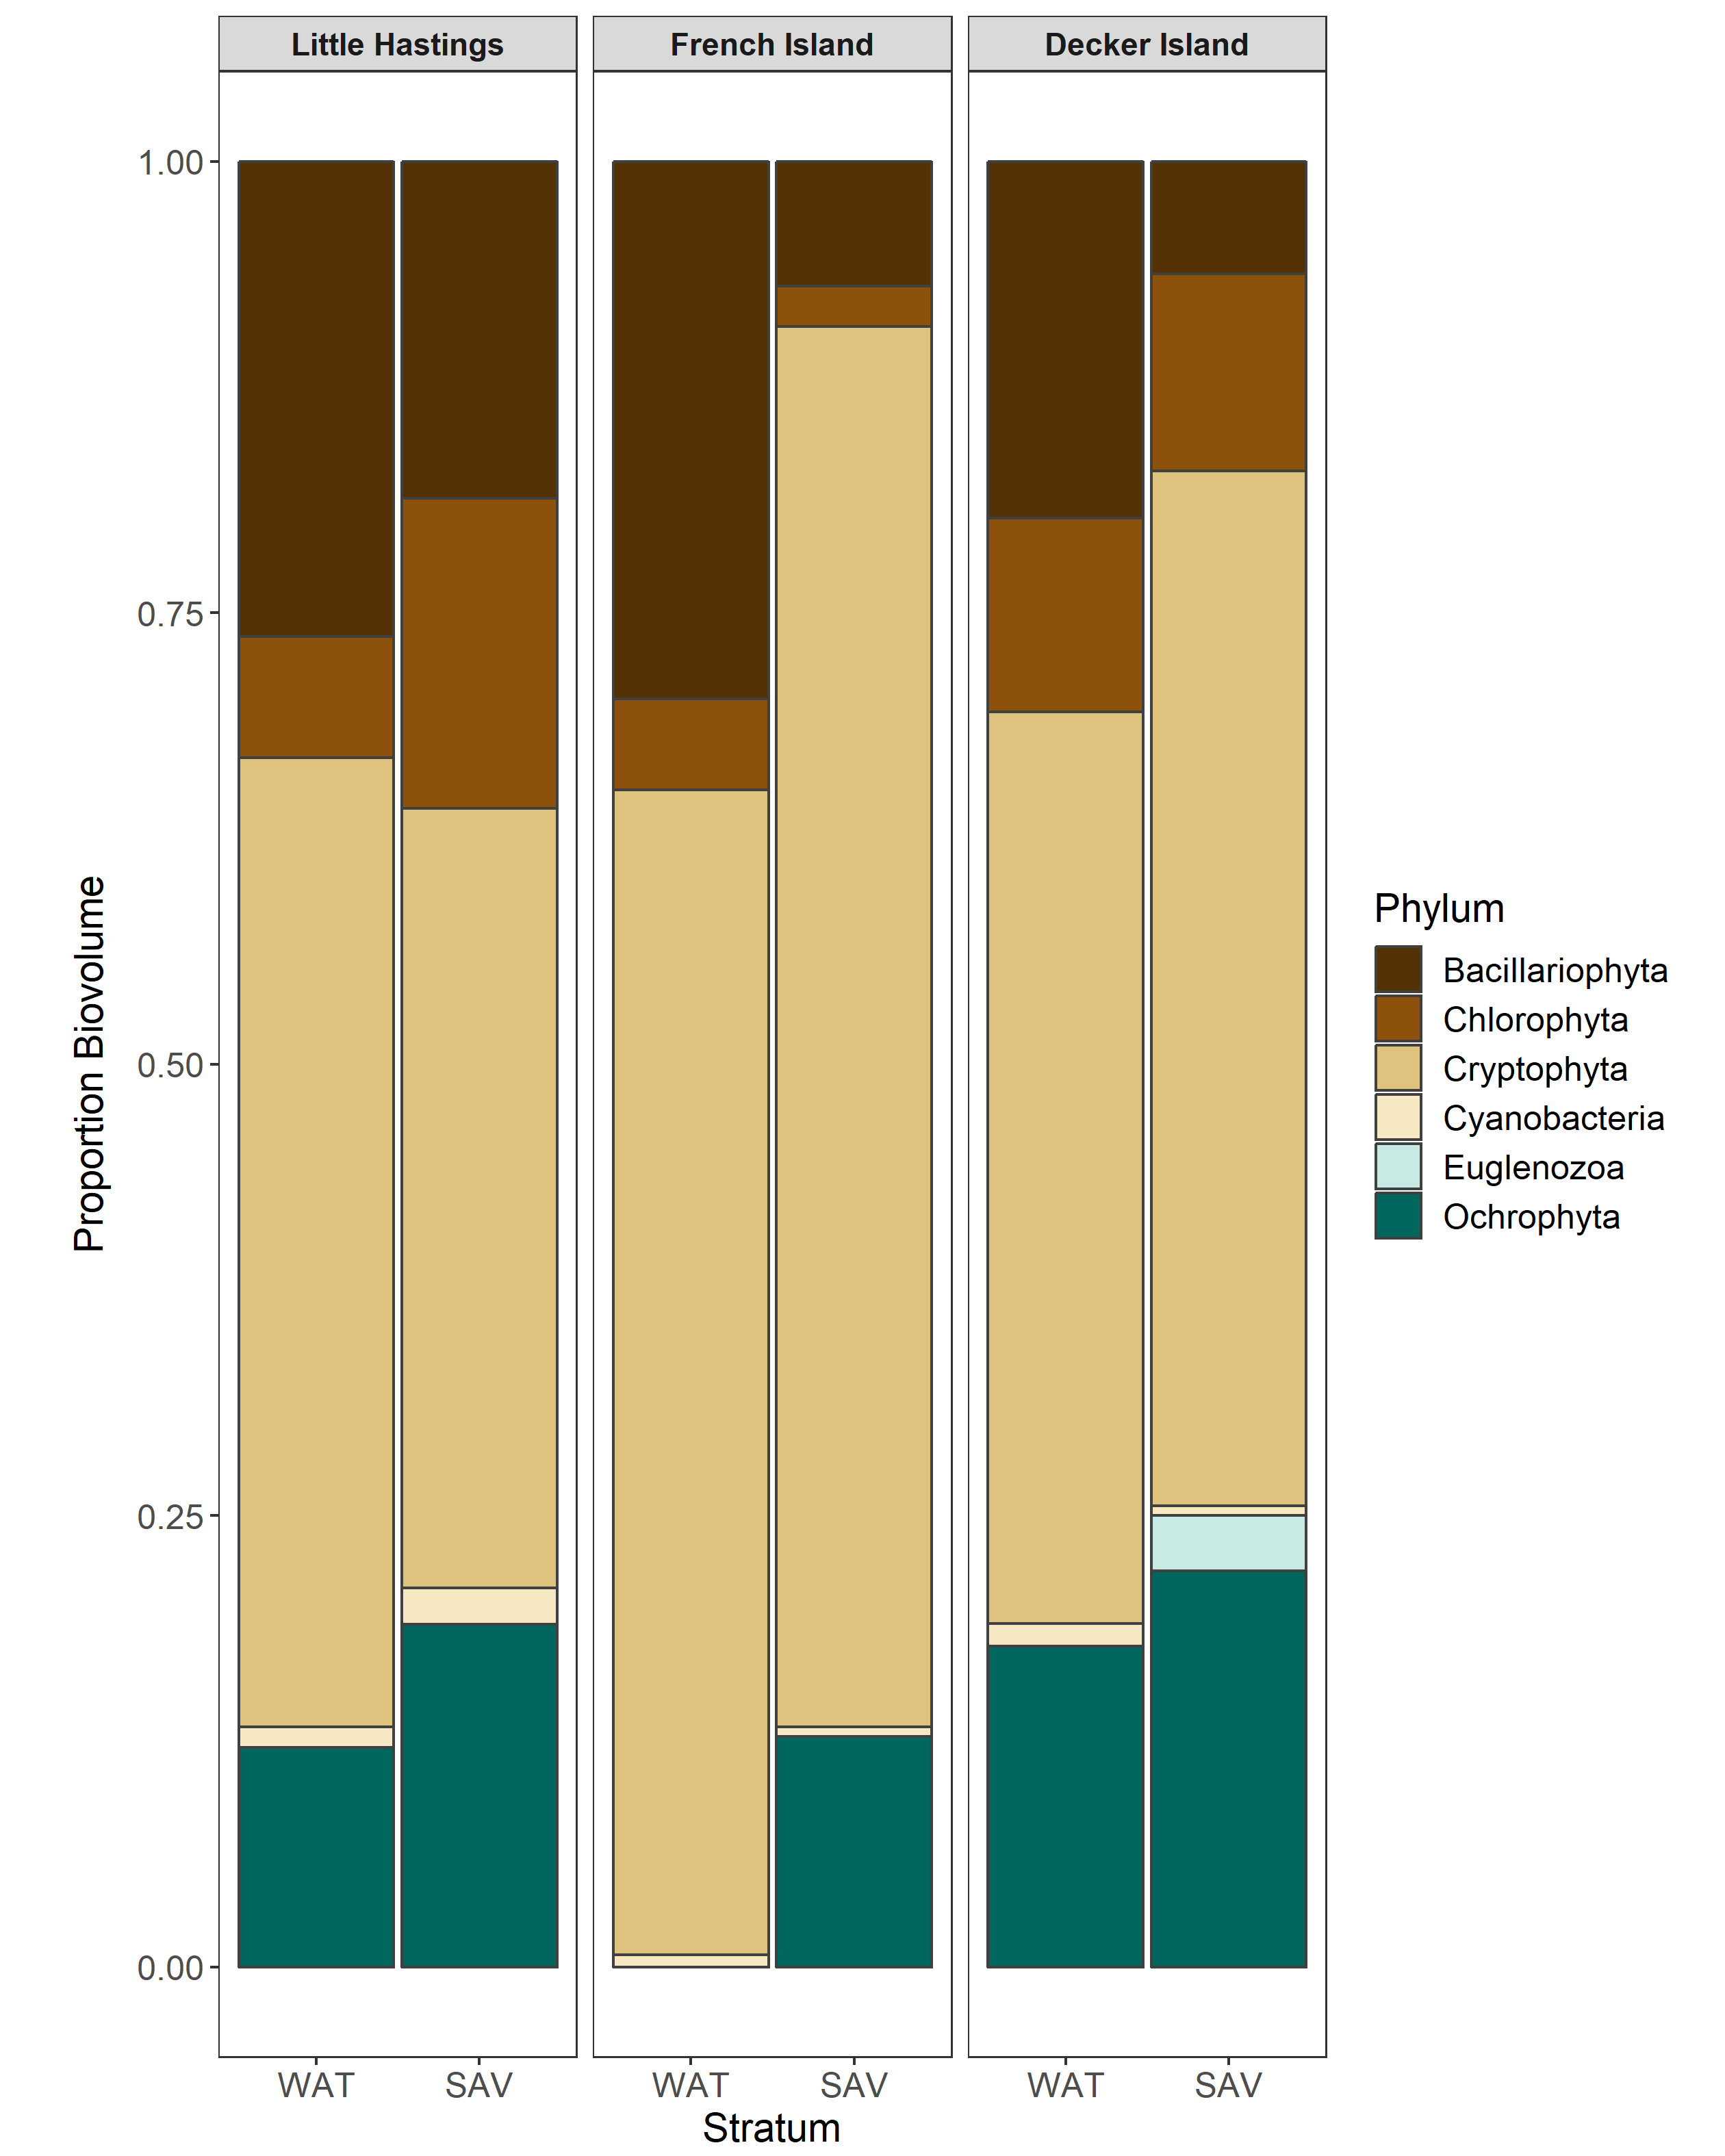 Little Hastings
French Island
Decker Island
1.00
0.75
0.50
0.25
0.00
Proportion Biovolume
WAT SAV WAT SAV WAT SAV
Stratum
Phylum
Bacillariophyta
Chlorophyta
Cryptophyta
Cyanobacteria
Euglenozoa
Ochrophyta